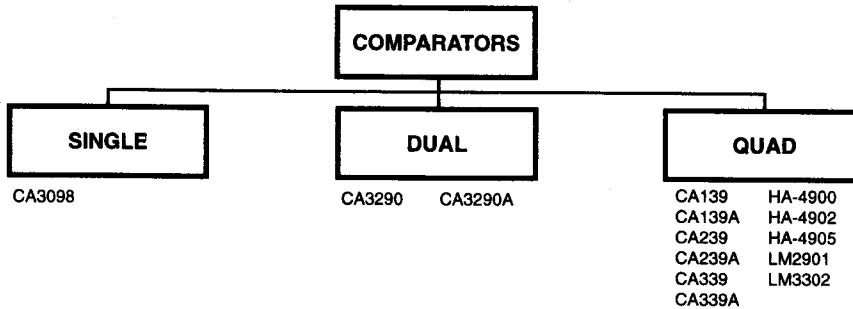 COMPARATORS
SINGLE
DUAL
QUAD
CA3098
CA3290 CA3290A
CA139 HA-4900
CA139A HA-4902
CA239 HA-4905
CA239A LM2901
CA339 LM3302
CA339A